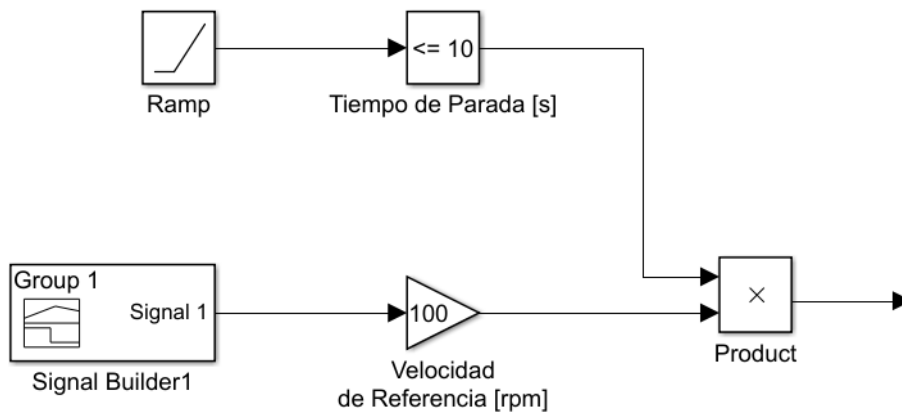 <= 10
Ramp
Tiempo de Parada [s]
Group 1
Signal 1
Signal Builder1
100
Velocidad
de Referencia [rpm]
×
Product